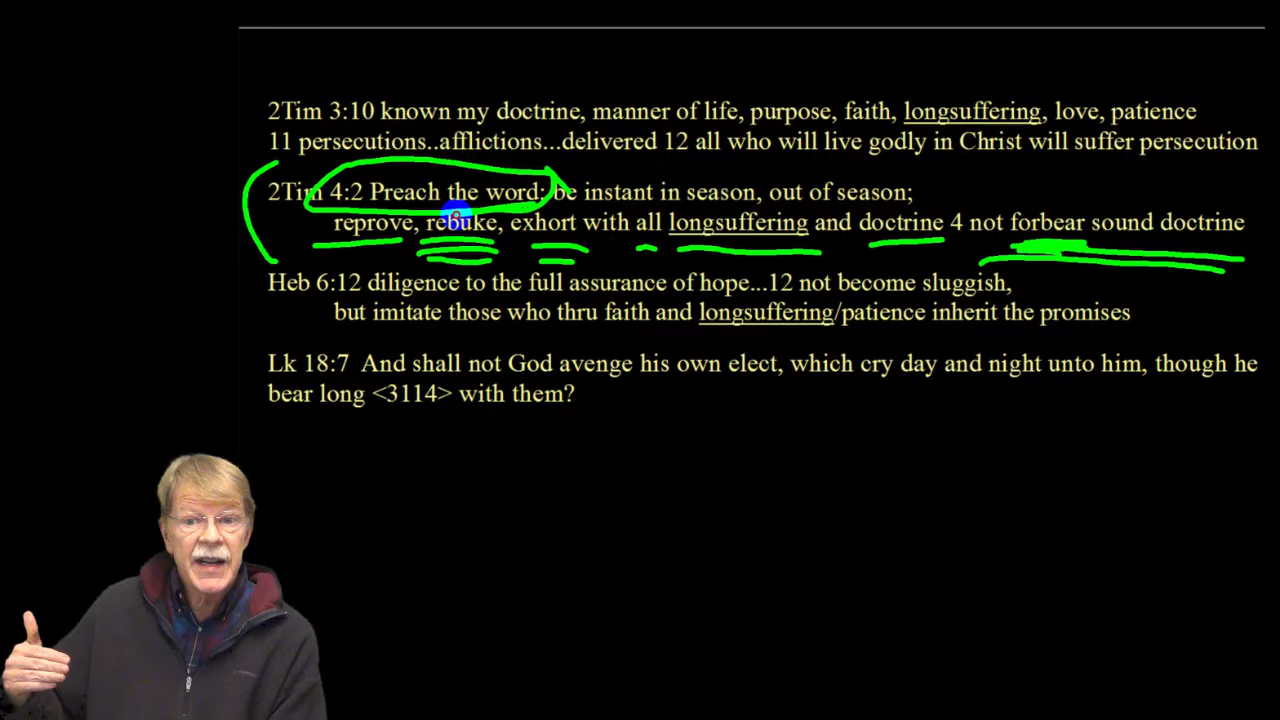 2Tim 3:10 known my doctrine, manner of life, purpose, faith, longsuffering, love, patience
11 persecutions..afflictions...delivered 12 all who will live godly in Christ will suffer persecution
2Tim 4:2 Preach the word; be instant in season, out of season;
reprove, rebuke, exhort with all longsuffering and doctrine 4 not forbear sound doctrine
Heb 6:12 diligence to the full assurance of hope...12 not become sluggish,
but imitate those who thru faith and longsuffering/patience inherit the promises
Lk 18:7 And shall not God avenge his own elect, which cry day and night unto him, though he
bear long <3114> with them?